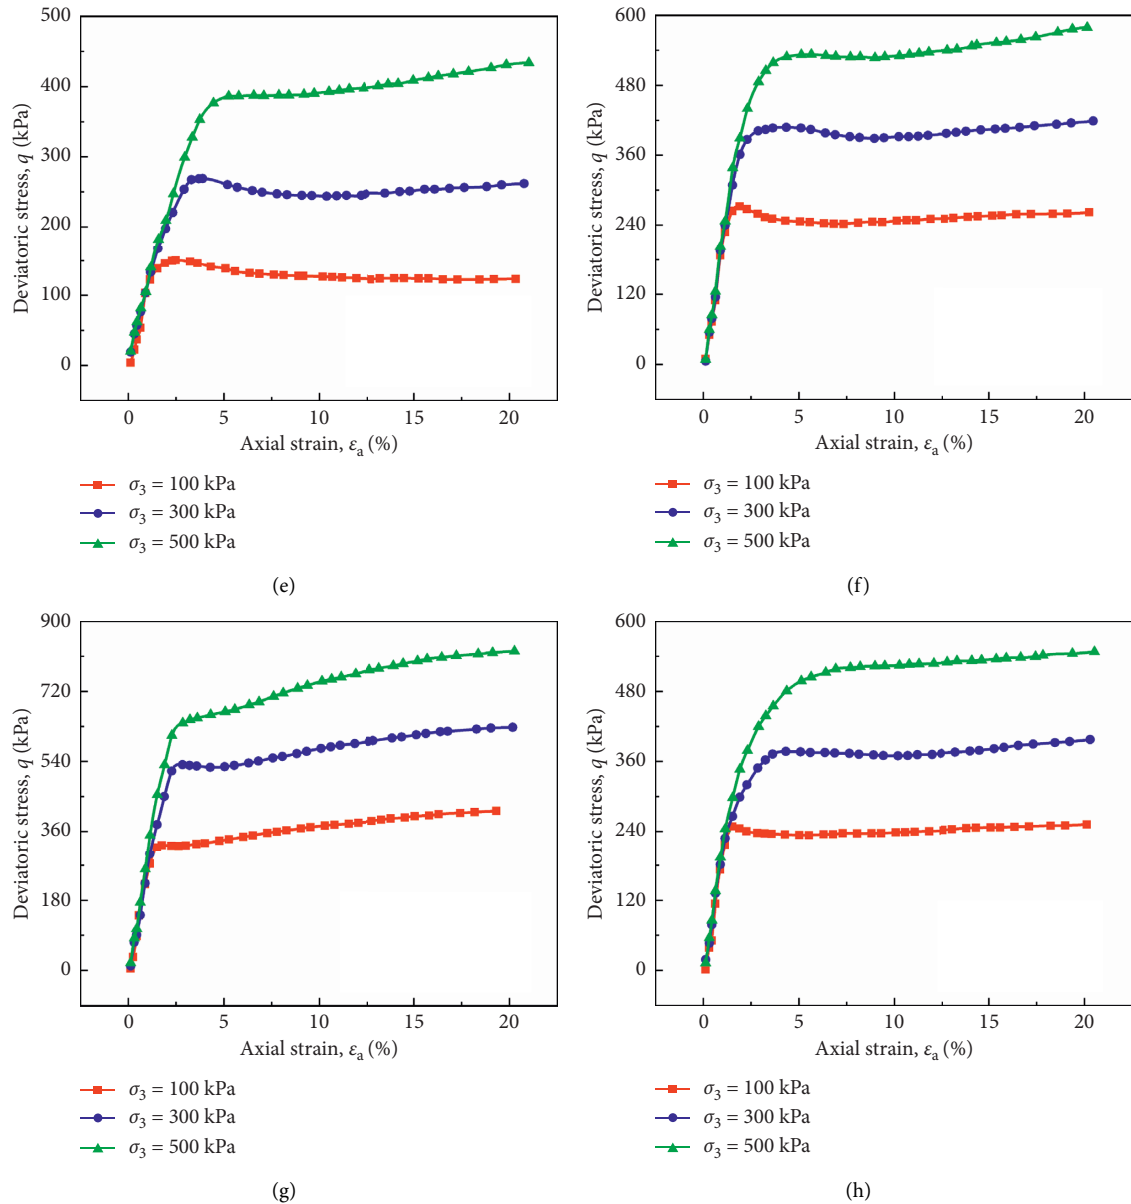 500
400
300
200
100
0
Deviatoric stress, q (kPa)
0 5 10 15 20
Axial strain, εa (%)
σ3 = 100 kPa
σ3 = 300 kPa
σ3 = 500 kPa
(e)
600
480
360
240
120
0
Deviatoric stress, q (kPa)
0 5 10 15 20
Axial strain, εa (%)
σ3 = 100 kPa
σ3 = 300 kPa
σ3 = 500 kPa
(f)
900
720
540
360
180
0
Deviatoric stress, q (kPa)
0 5 10 15 20
Axial strain, εa (%)
σ3 = 100 kPa
σ3 = 300 kPa
σ3 = 500 kPa
(g)
600
480
360
240
120
0
Deviatoric stress, q (kPa)
0 5 10 15 20
Axial strain, εa (%)
σ3 = 100 kPa
σ3 = 300 kPa
σ3 = 500 kPa
(h)